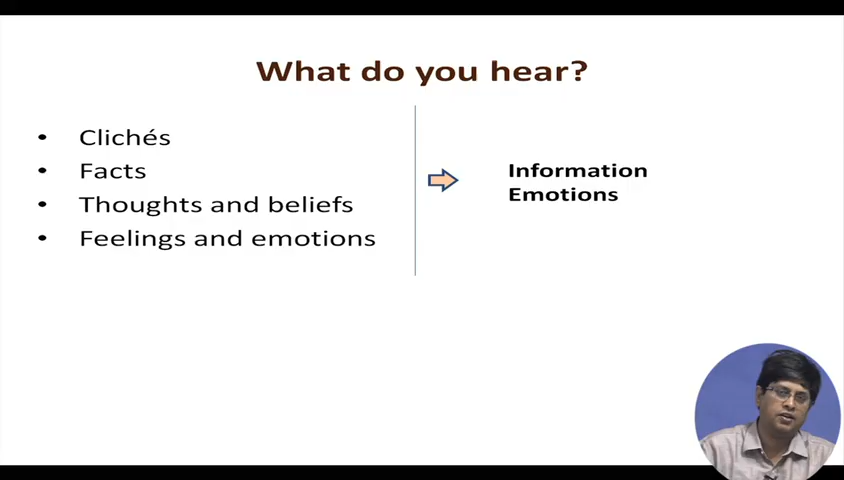 What do you hear?
• Clichés
• Facts
• Thoughts and beliefs
• Feelings and emotions
Information
Emotions